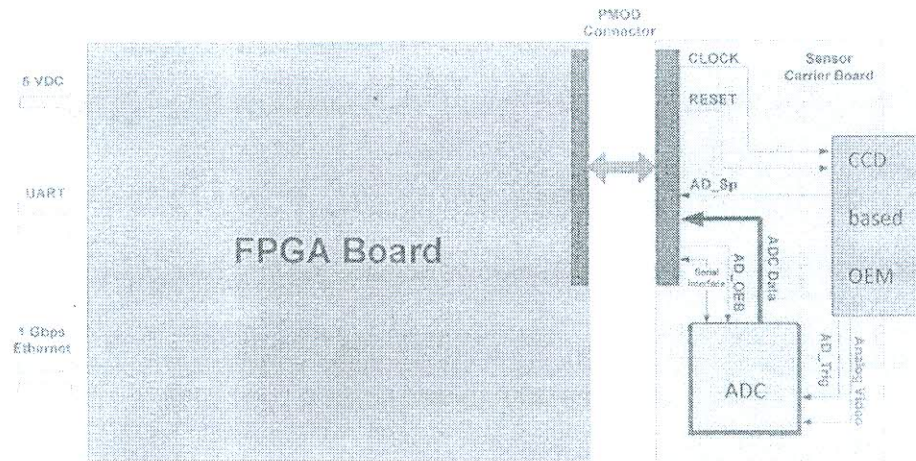 PMOD
Connector
CLOCK
Sensor
Carrier Board
5 VDC
RESET
CCD
AD_Sp
UART
based
FPGA Board
ADC Data
AD_OEB
Serial
Interface
OEM
1 Gbps
Ethernet
AD_Trig
Analog Video
ADC